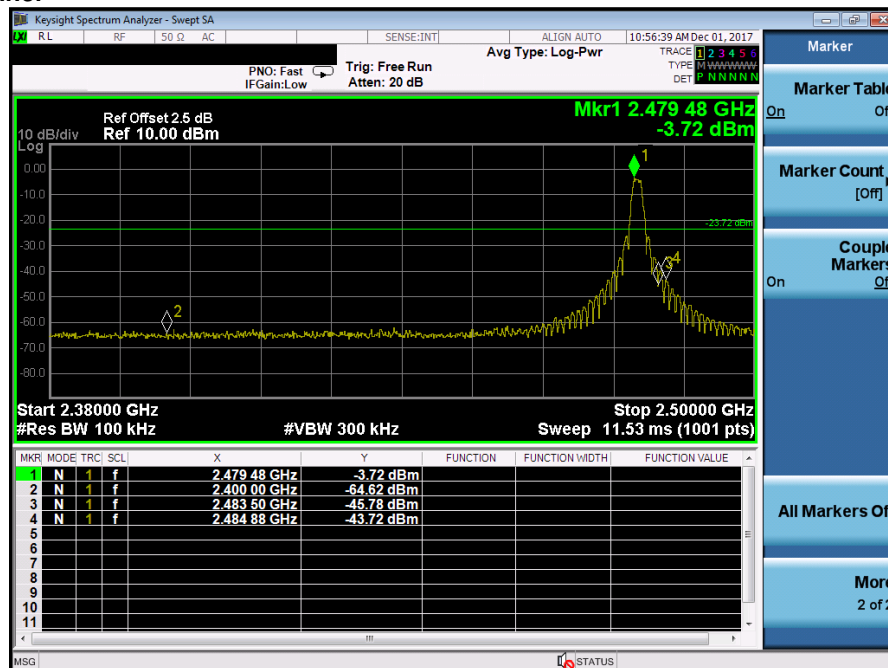 Keysight Spectrum Analyzer - Swept SA
LXI RL RF 50 Ω AC SENSE:INT ALIGN AUTO 10:56:39 AM Dec 01, 2017
Avg Type: Log-Pwr TRACE 1 2 3 4 5 6
PNO: Fast Trig: Free Run TYPE M WWWWW
IFGain:Low Atten: 20 dB DET P N N N N N
Mkr1 2.479 48 GHz
-3.72 dBm
Ref Offset 2.5 dB
10 dB/div Ref 10.00 dBm
Log
1
0.00
-10.0
-20.0
-23.72 dBm
-30.0
-40.0
3 4
-50.0
2
-60.0
-70.0
-80.0
Start 2.38000 GHz Stop 2.50000 GHz
#Res BW 100 kHz #VBW 300 kHz Sweep 11.53 ms (1001 pts)
MKR MODE TRC SCL X Y FUNCTION FUNCTION WIDTH FUNCTION VALUE
1 N 1 f 2.479 48 GHz -3.72 dBm
2 N 1 f 2.400 00 GHz -64.62 dBm
3 N 1 f 2.483 50 GHz -45.78 dBm
4 N 1 f 2.484 88 GHz -43.72 dBm
5
6
7
8
9
10
11
MSG STATUS
Marker
Marker Table
On Of
Marker Count
[Off]
Couple
Markers
On Of
All Markers Of
More
2 of 2